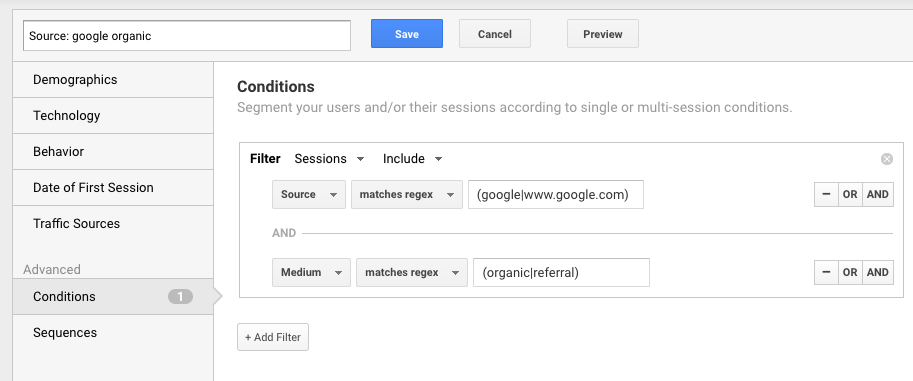 Source: google organic
Save
Cancel
Preview
Demographics
Technology
Behavior
Date of First Session
Traffic Sources
Advanced
Conditions 1
Sequences
Conditions
Segment your users and/or their sessions according to single or multi-session conditions.
Filter Sessions Include
Source matches regex (google|www.google.com) – OR AND
AND
Medium matches regex (organic|referral) – OR AND
+ Add Filter